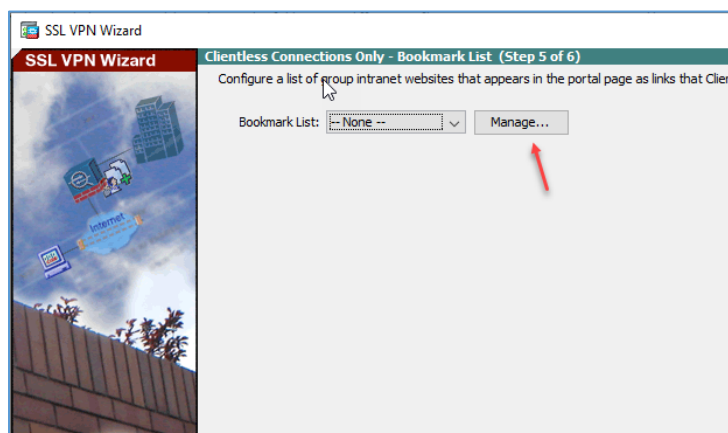 SSL VPN Wizard
SSL VPN Wizard
Clientless Connections Only - Bookmark List (Step 5 of 6)
Configure a list of group intranet websites that appears in the portal page as links that Clie
Bookmark List: -- None -- Manage...
Internet